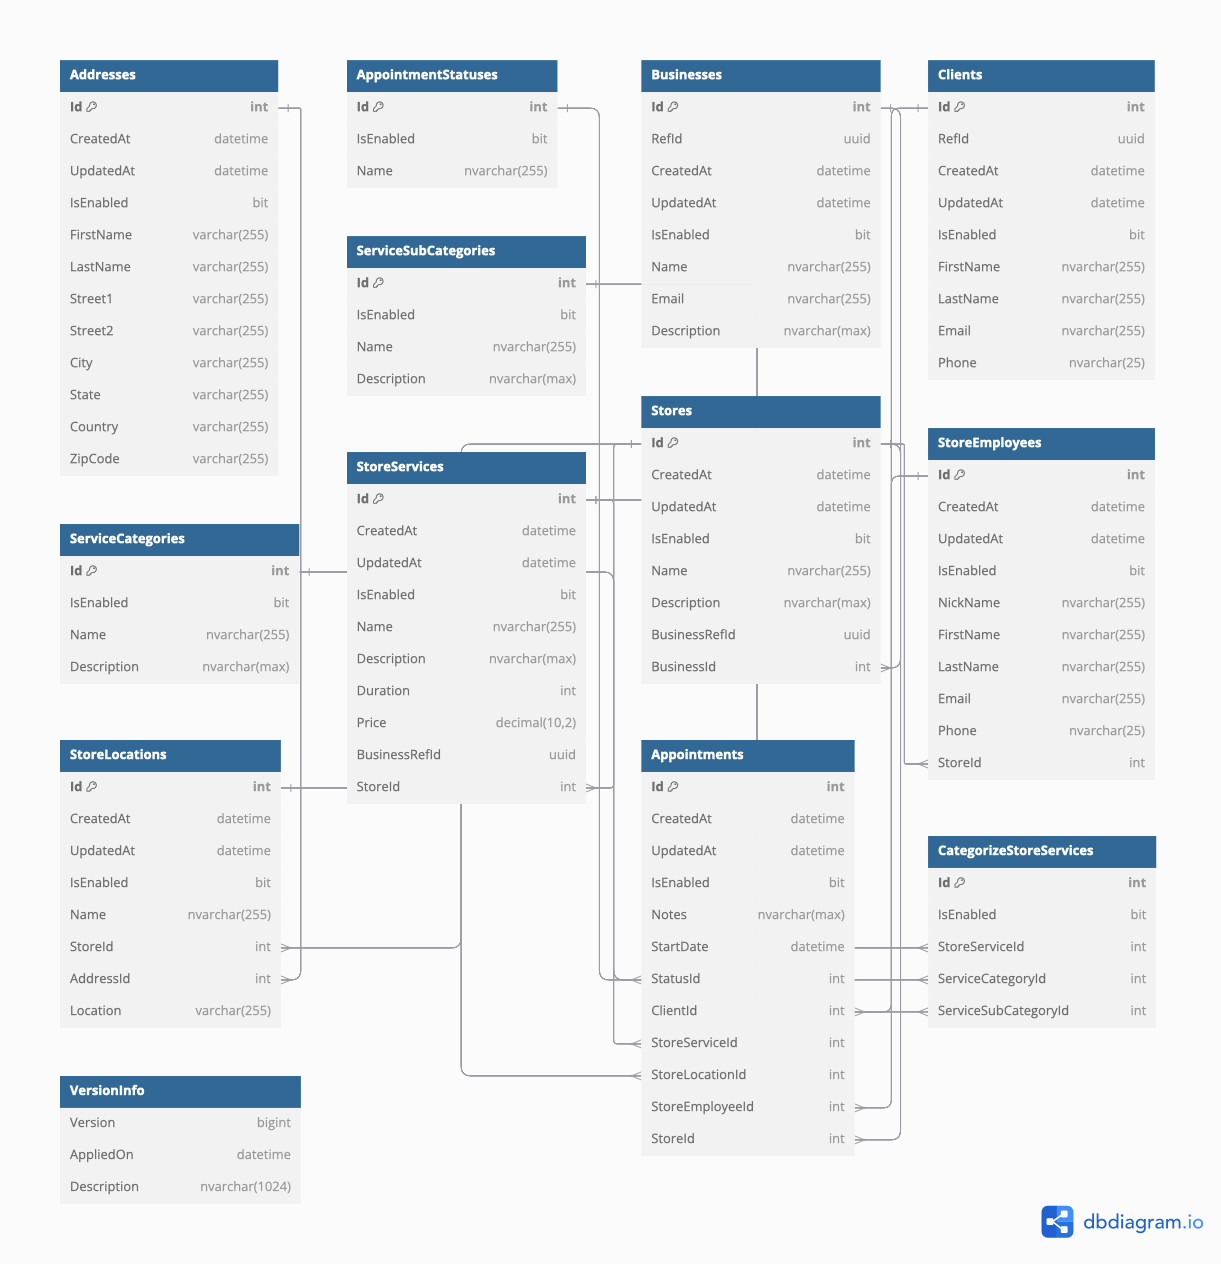 Addresses
Id int
CreatedAt datetime
UpdatedAt datetime
IsEnabled bit
FirstName varchar(255)
LastName varchar(255)
Street1 varchar(255)
Street2 varchar(255)
City varchar(255)
State varchar(255)
Country varchar(255)
ZipCode varchar(255)
AppointmentStatuses
Id int
IsEnabled bit
Name nvarchar(255)
Businesses
Id int
RefId uuid
CreatedAt datetime
UpdatedAt datetime
IsEnabled bit
Name nvarchar(255)
Email nvarchar(255)
Description nvarchar(max)
Clients
Id int
RefId uuid
CreatedAt datetime
UpdatedAt datetime
IsEnabled bit
FirstName nvarchar(255)
LastName nvarchar(255)
Email nvarchar(255)
Phone nvarchar(25)
ServiceSubCategories
Id int
IsEnabled bit
Name nvarchar(255)
Description nvarchar(max)
Stores
Id int
CreatedAt datetime
UpdatedAt datetime
IsEnabled bit
Name nvarchar(255)
Description nvarchar(max)
BusinessRefId uuid
BusinessId int
StoreEmployees
Id int
CreatedAt datetime
UpdatedAt datetime
IsEnabled bit
NickName nvarchar(255)
FirstName nvarchar(255)
LastName nvarchar(255)
Email nvarchar(255)
Phone nvarchar(25)
StoreId int
StoreServices
Id int
CreatedAt datetime
UpdatedAt datetime
IsEnabled bit
Name nvarchar(255)
Description nvarchar(max)
Duration int
Price decimal(10,2)
BusinessRefId uuid
StoreId int
ServiceCategories
Id int
IsEnabled bit
Name nvarchar(255)
Description nvarchar(max)
StoreLocations
Id int
CreatedAt datetime
UpdatedAt datetime
IsEnabled bit
Name nvarchar(255)
StoreId int
AddressId int
Location varchar(255)
Appointments
Id int
CreatedAt datetime
UpdatedAt datetime
IsEnabled bit
Notes nvarchar(max)
StartDate datetime
StatusId int
ClientId int
StoreServiceId int
StoreLocationId int
StoreEmployeeId int
StoreId int
CategorizeStoreServices
Id int
IsEnabled bit
StoreServiceId int
ServiceCategoryId int
ServiceSubCategoryId int
VersionInfo
Version bigint
AppliedOn datetime
Description nvarchar(1024)
dbdiagram.io